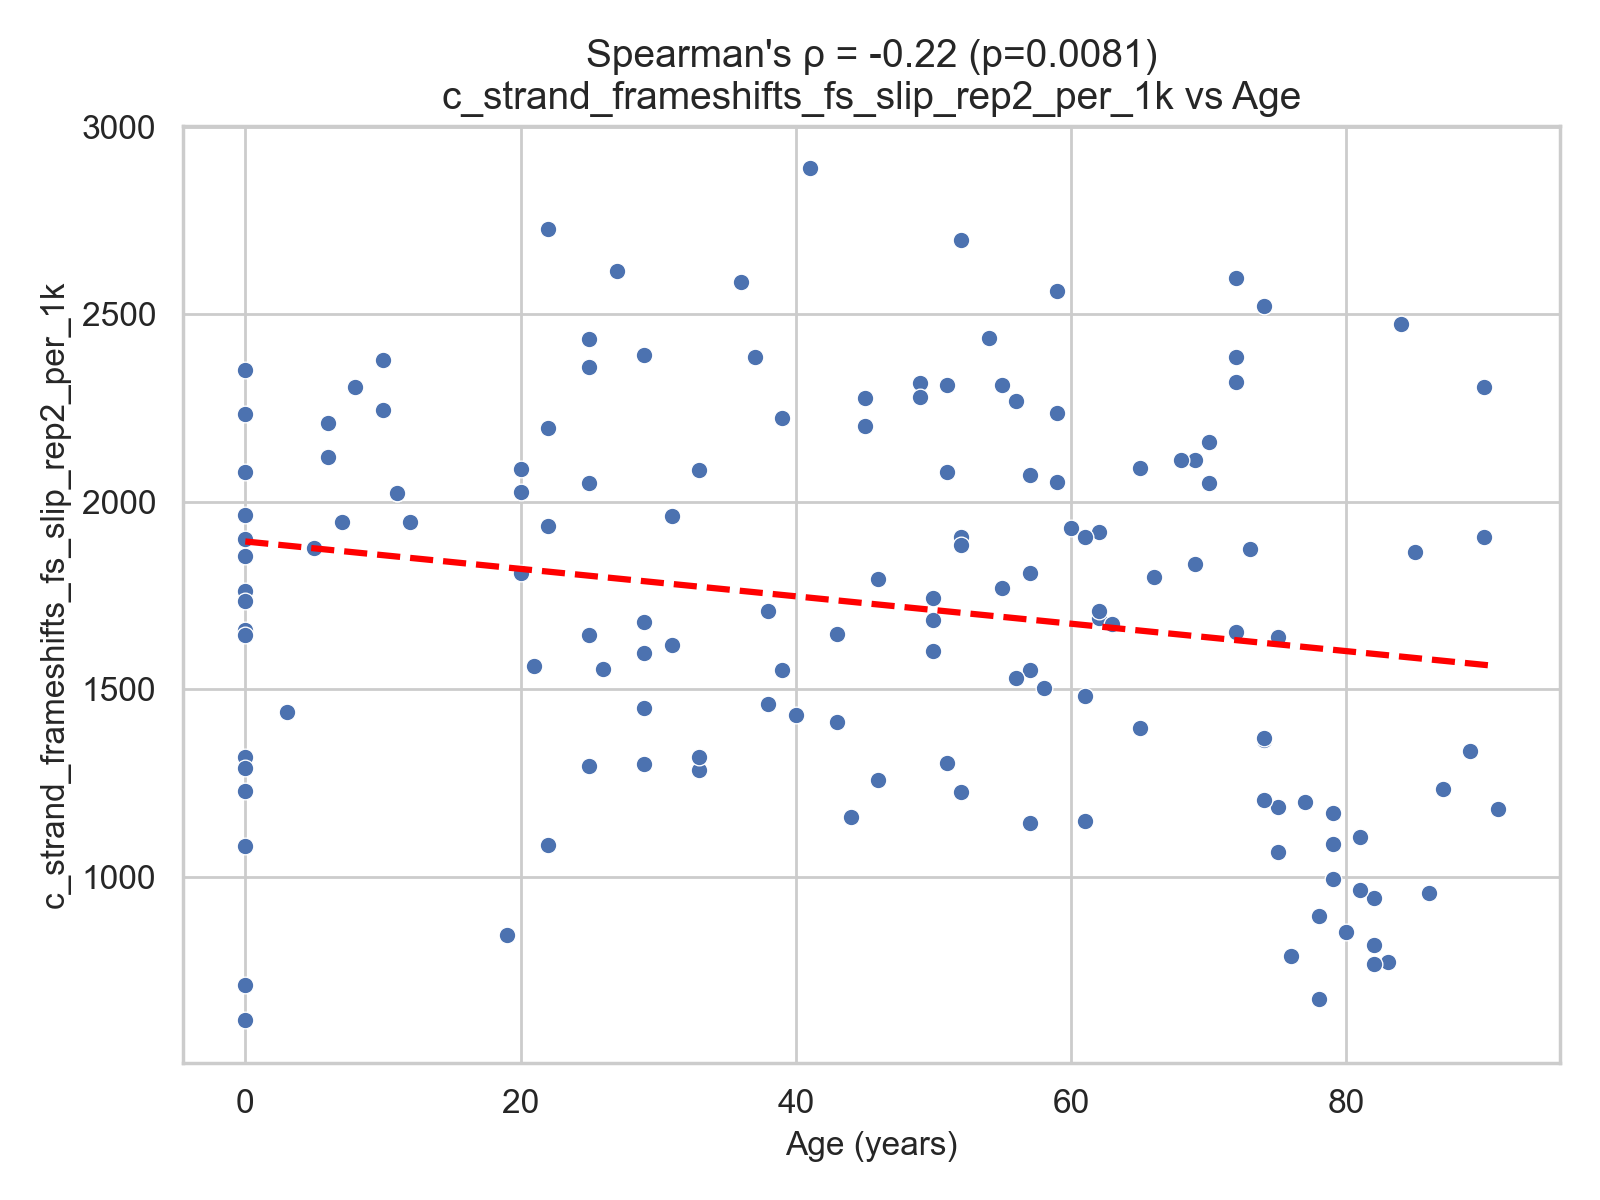 Spearman's ρ = -0.22 (p=0.0081)
c_strand_frameshifts_fs_slip_rep2_per_1k vs Age
c_strand_frameshifts_fs_slip_rep2_per_1k
3000
2500
2000
1500
1000
0
20
40
60
80
Age (years)